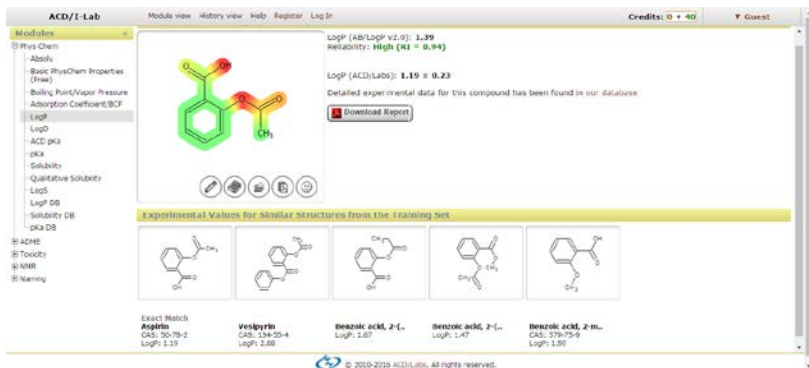 ACD/I-Lab
Module view History view Help Register Log In
Credits: 0 + 40
Guest
Modules
Phys Chem
Absolv
Basic PhysChem Properties (Free)
Boiling Point/Vapor Pressure
Adsorption Coefficient/BCF
LogP
LogD
ACD pKa
pKa
Solubility
Qualitative Solubility
LogS
LogP DB
Solubility DB
pKa DB
ADME
Toxicity
NMR
Naming
LogP (AB/LogP v2.0): 1.39
Reliability: High (RI = 0.94)
LogP (ACD/Labs): 1.19 ± 0.23
Detailed experimental data for this compound has been found in our database
Download Report
O OH
O O
CH3
Experimental Values for Similar Structures from the Training Set
Exact Match
Aspirin
CAS: 50-78-2
LogP: 1.19
Vesipyrin
CAS: 134-55-4
Benzoic acid, 2-(..
LogP: 1.67
Benzoic acid, 2-(..
LogP: 1.47
Benzoic acid, 2-m..
CAS: 579-75-9
© 2010-2016 ACD/Labs. All rights reserved.